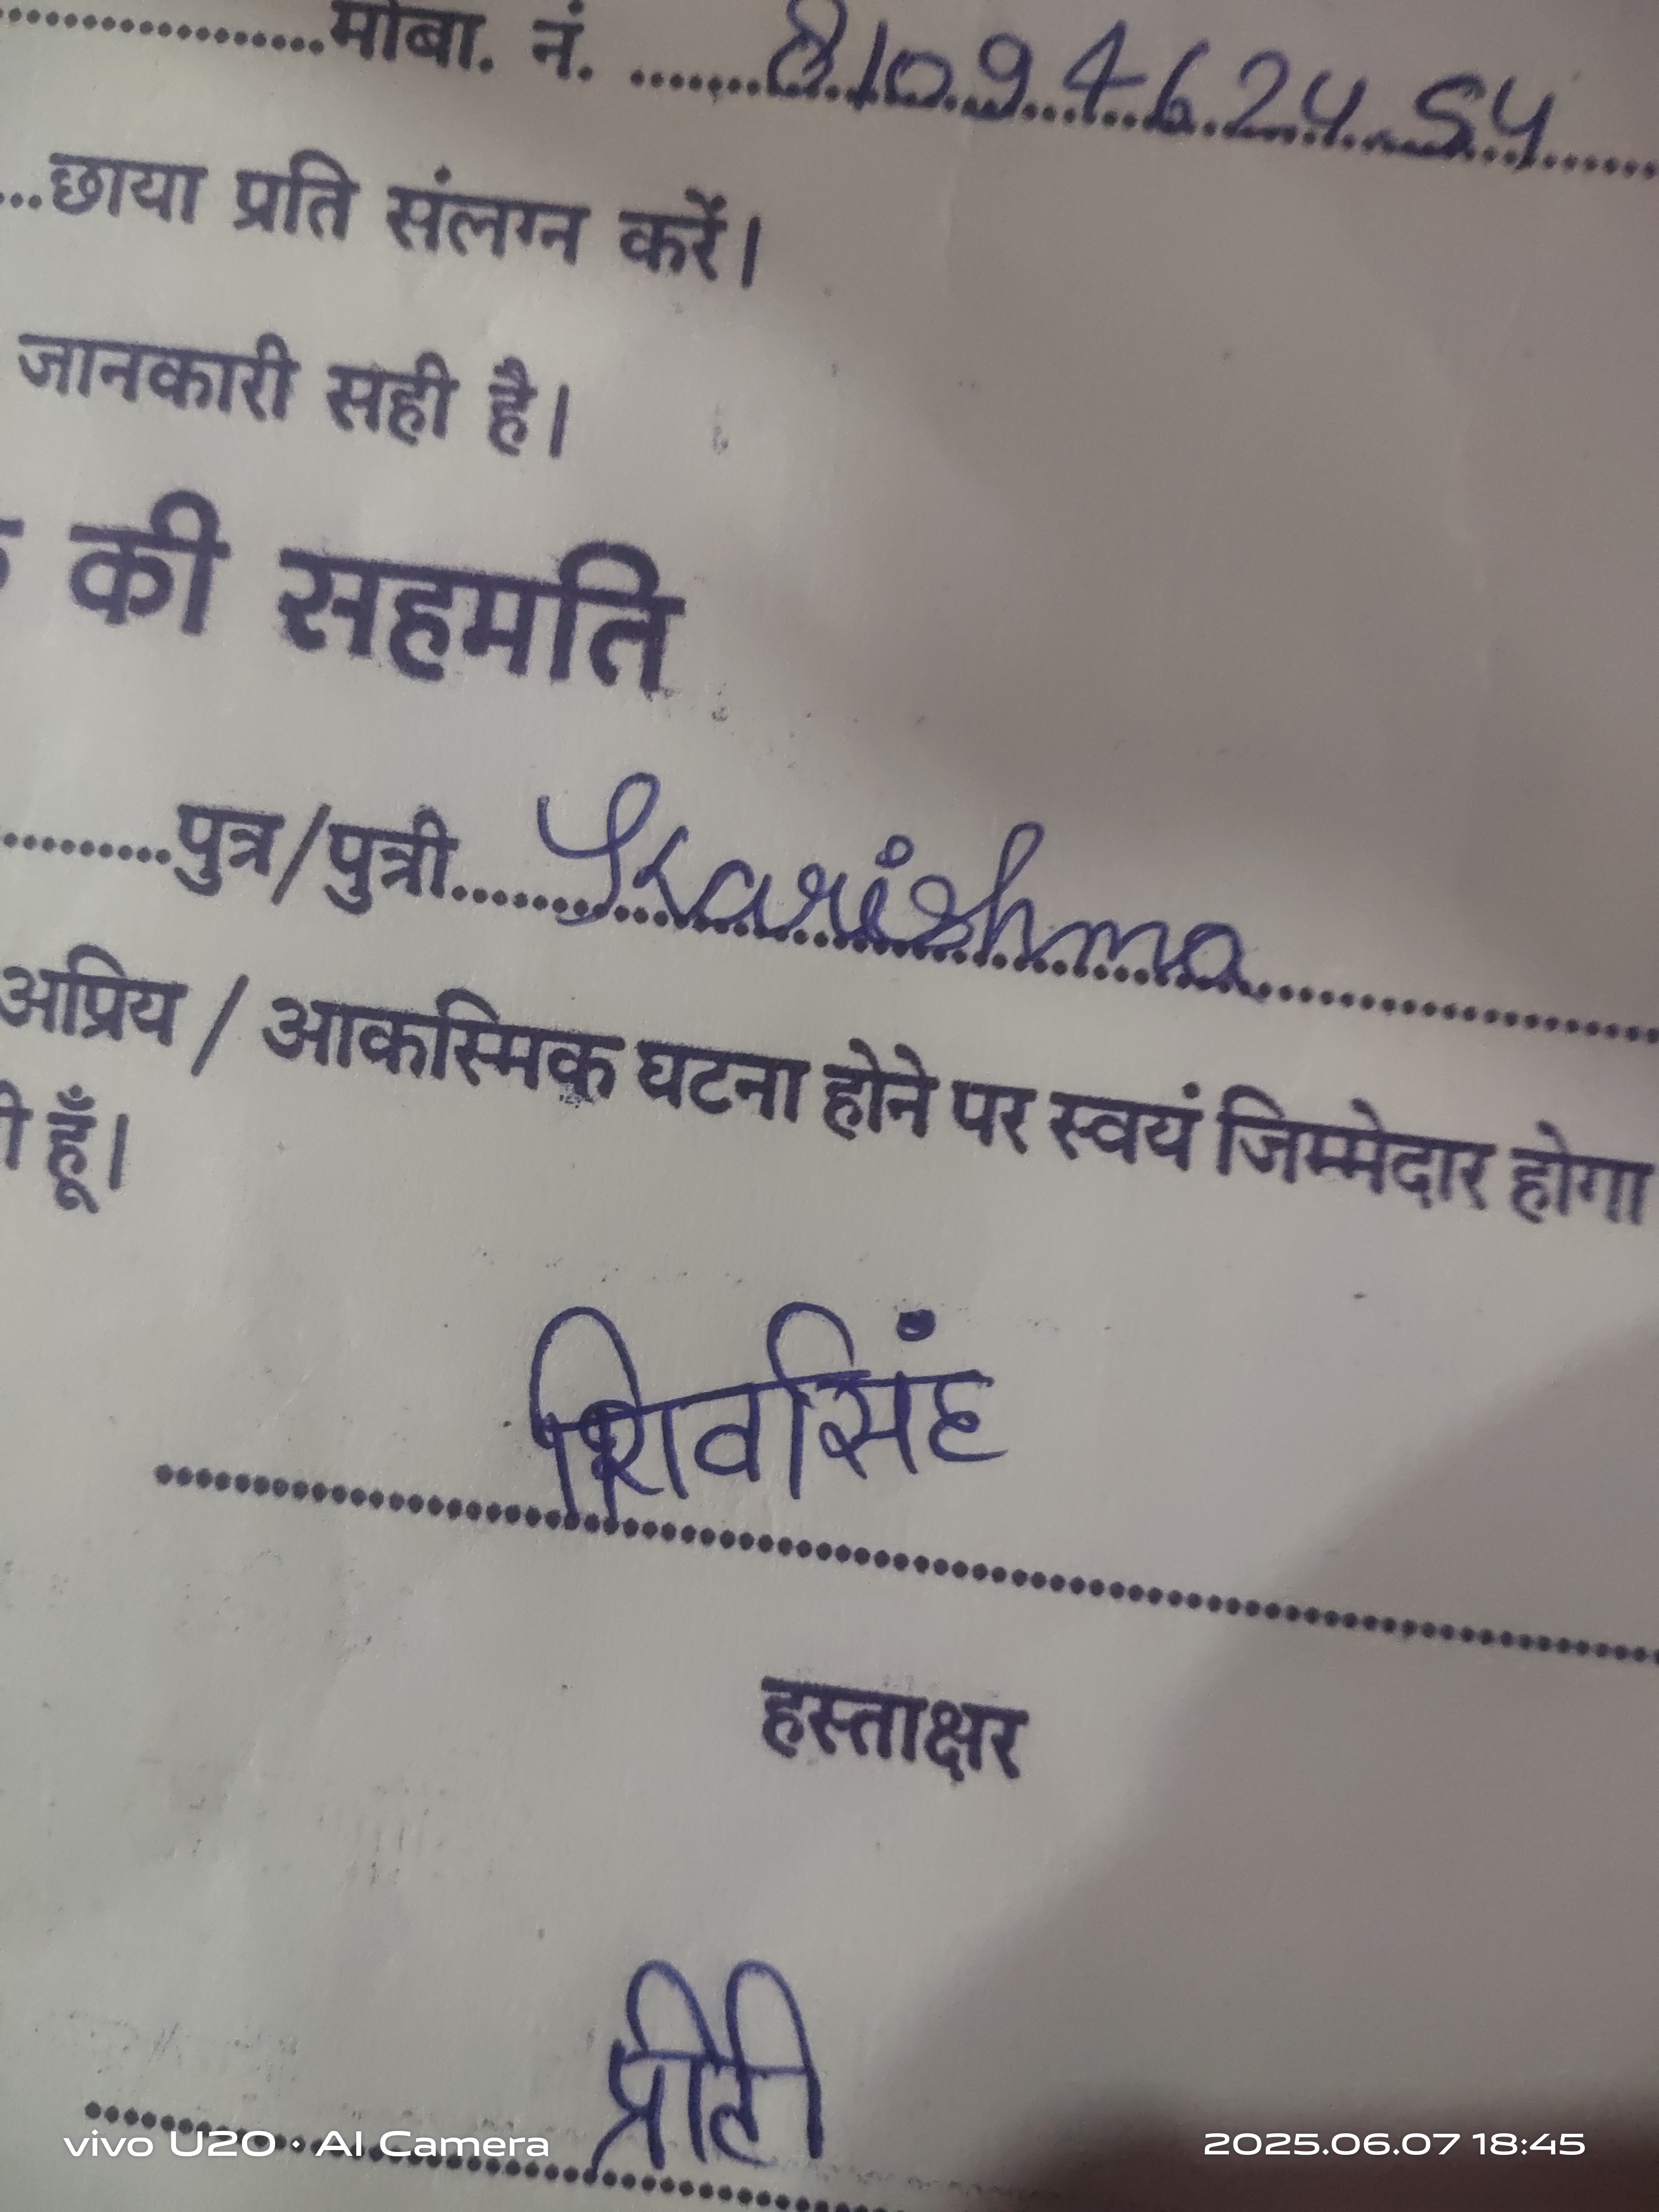 ..................मोबा. नं. .......8109462454
...छाया प्रति संलग्न करें।
जानकारी सही है।
की सहमति
.........पुत्र/पुत्री......Karishma..................
अप्रिय / आकस्मिक घटना होने पर स्वयं जिम्मेदार होगा
हूँ।
शिवसिंह
हस्ताक्षर
प्रीती
vivo U20 · AI Camera 2025.06.07 18:45